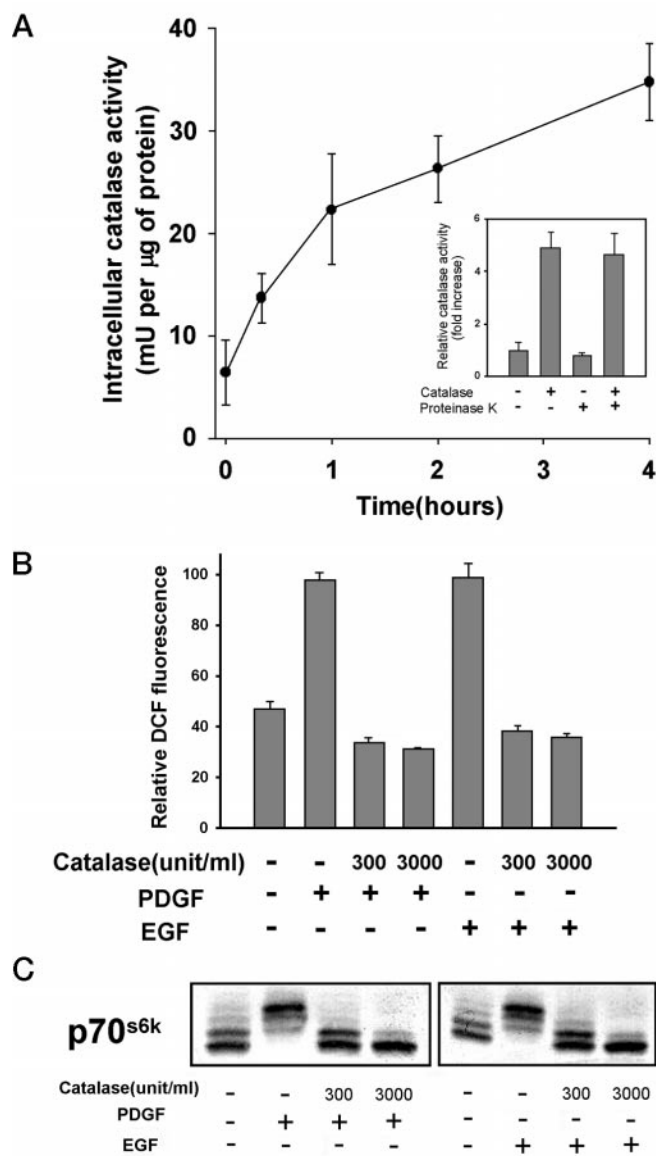 A
Intracellular catalase activity
(mU per μg of protein)
40
30
20
10
0
0 1 2 3 4
Time(hours)
Relative catalase activity
(fold increase)
6
4
2
0
Catalase - + - +
Proteinase K - - + +
B
Relative DCF fluorescence
100
80
60
40
20
0
Catalase(unit/ml) - - 300 3000 - 300 3000
PDGF - + + + - - -
EGF - - - - + + +
C
p70s6k
Catalase(unit/ml) - - 300 3000 - - 300 3000
PDGF - + + + - - - -
EGF - - - - - + + +